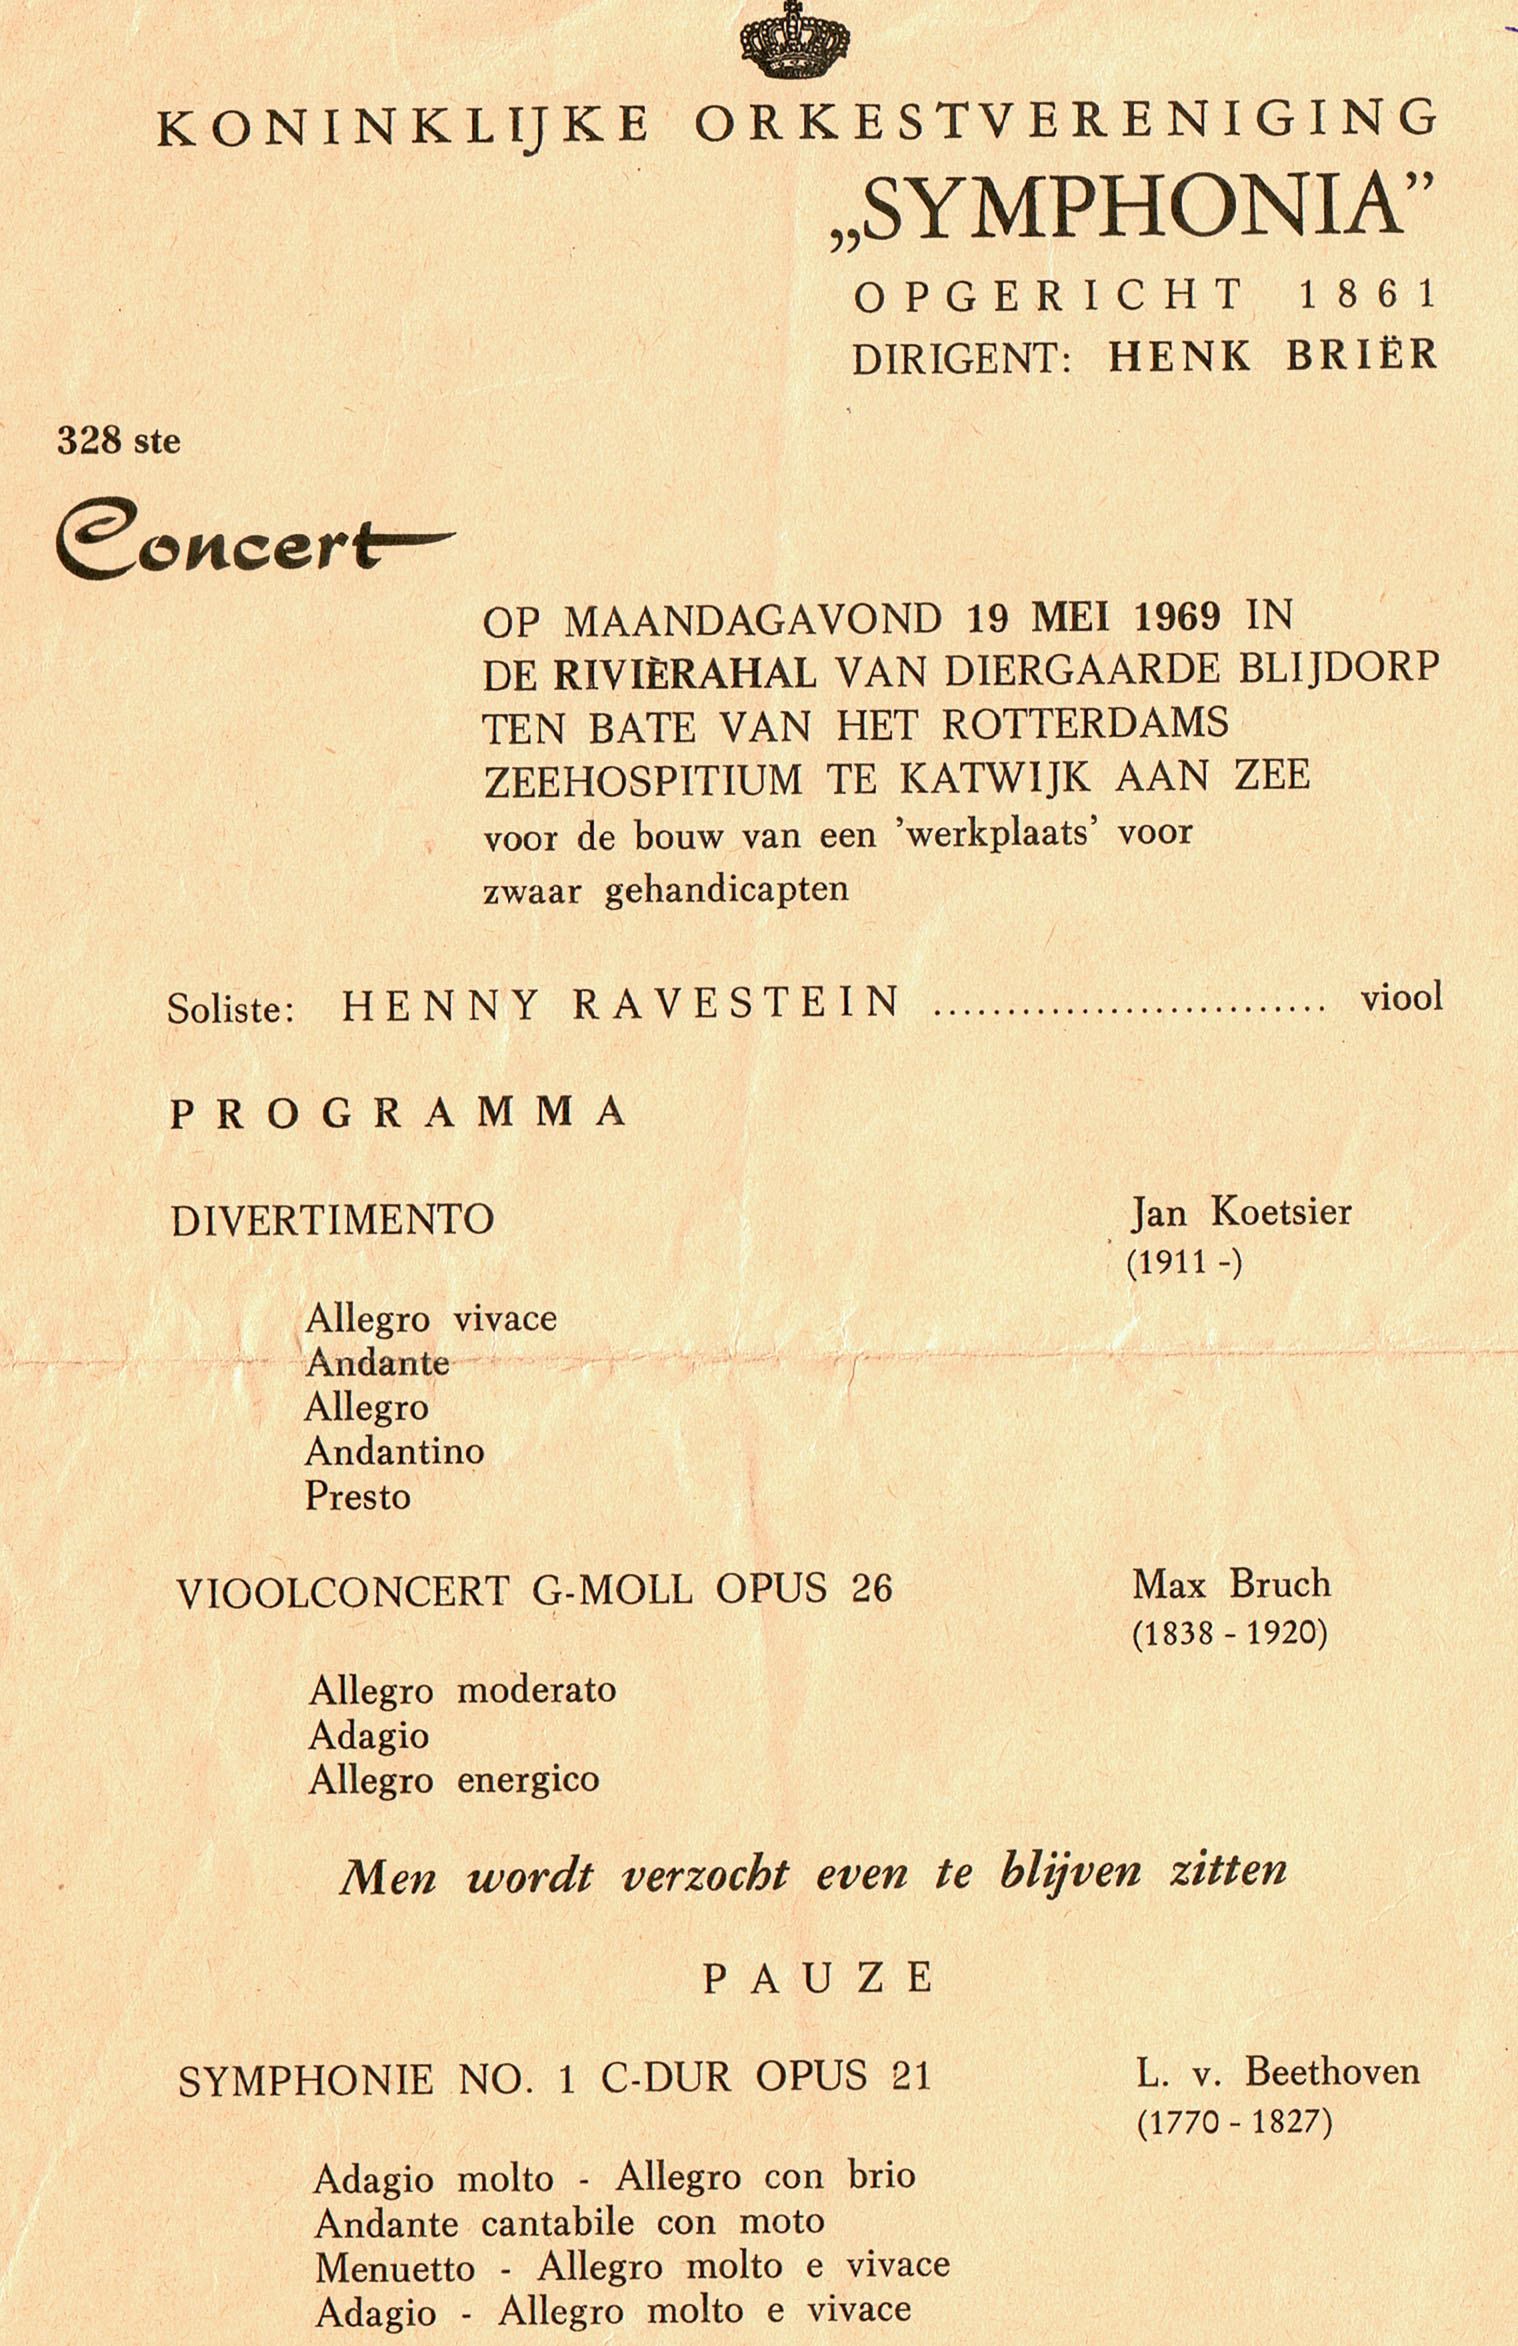 KONINKLIJKE ORKESTVERENIGING
„SYMPHONIA”
OPGERICHT 1861
DIRIGENT: HENK BRIËR
328 ste
Concert
OP MAANDAGAVOND 19 MEI 1969 IN
DE RIVIÈRAHAL VAN DIERGAARDE BLIJDORP
TEN BATE VAN HET ROTTERDAMS
ZEEHOSPITIUM TE KATWIJK AAN ZEE
voor de bouw van een ’werkplaats’ voor
zwaar gehandicapten
Soliste: HENNY RAVESTEIN ........................... viool
PROGRAMMA
DIVERTIMENTO Jan Koetsier
(1911 -)
Allegro vivace
Andante
Allegro
Andantino
Presto
VIOOLCONCERT G-MOLL OPUS 26 Max Bruch
(1838 - 1920)
Allegro moderato
Adagio
Allegro energico
Men wordt verzocht even te blijven zitten
PAUZE
SYMPHONIE NO. 1 C-DUR OPUS 21 L. v. Beethoven
(1770 - 1827)
Adagio molto - Allegro con brio
Andante cantabile con moto
Menuetto - Allegro molto e vivace
Adagio - Allegro molto e vivace